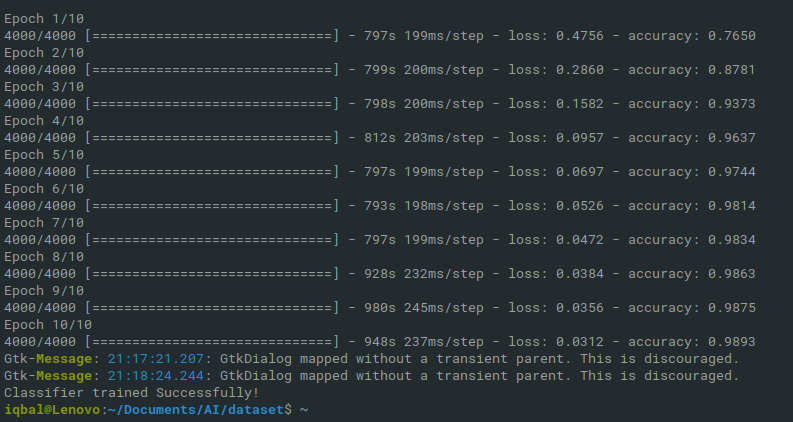 Epoch 1/10
4000/4000 [==============================] - 797s 199ms/step - loss: 0.4756 - accuracy: 0.7650
Epoch 2/10
4000/4000 [==============================] - 799s 200ms/step - loss: 0.2860 - accuracy: 0.8781
Epoch 3/10
4000/4000 [==============================] - 798s 200ms/step - loss: 0.1582 - accuracy: 0.9373
Epoch 4/10
4000/4000 [==============================] - 812s 203ms/step - loss: 0.0957 - accuracy: 0.9637
Epoch 5/10
4000/4000 [==============================] - 797s 199ms/step - loss: 0.0697 - accuracy: 0.9744
Epoch 6/10
4000/4000 [==============================] - 793s 198ms/step - loss: 0.0526 - accuracy: 0.9814
Epoch 7/10
4000/4000 [==============================] - 797s 199ms/step - loss: 0.0472 - accuracy: 0.9834
Epoch 8/10
4000/4000 [==============================] - 928s 232ms/step - loss: 0.0384 - accuracy: 0.9863
Epoch 9/10
4000/4000 [==============================] - 980s 245ms/step - loss: 0.0356 - accuracy: 0.9875
Epoch 10/10
4000/4000 [==============================] - 948s 237ms/step - loss: 0.0312 - accuracy: 0.9893
Gtk-Message: 21:17:21.207: GtkDialog mapped without a transient parent. This is discouraged.
Gtk-Message: 21:18:24.244: GtkDialog mapped without a transient parent. This is discouraged.
Classifier trained Successfully!
iqbal@Lenovo:~/Documents/AI/dataset$ ~